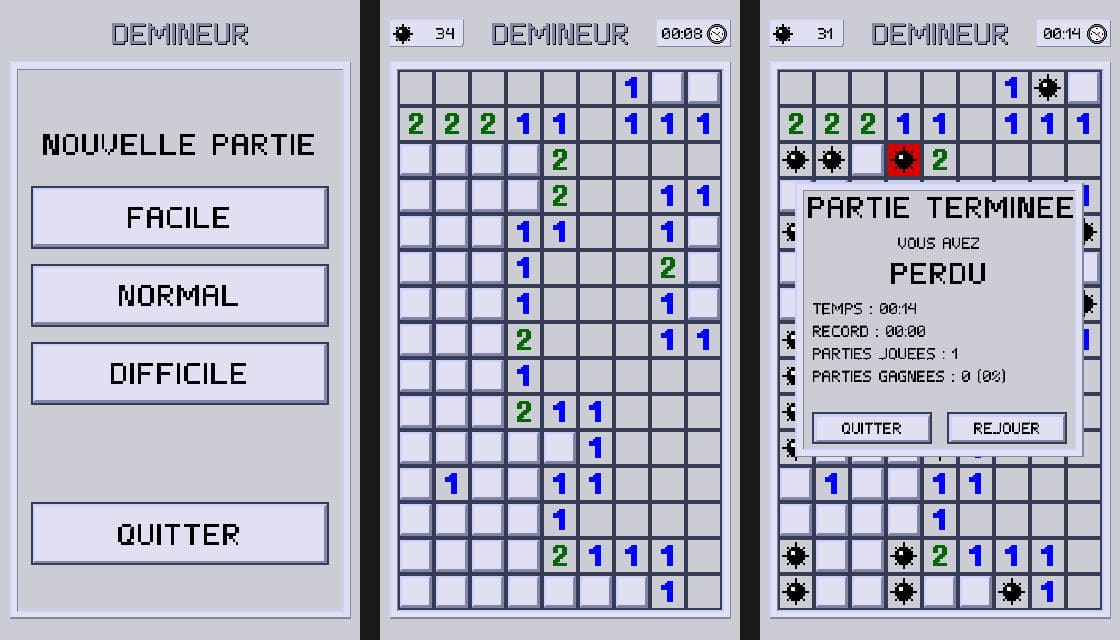 DEMINEUR
NOUVELLE PARTIE
FACILE
NORMAL
DIFFICILE
QUITTER
34 DEMINEUR 00:08
1
2 2 2 1 1 1 1 1
2
2 1 1
1 1 1
1 2
1 1
2 1 1
1
2 1 1
1
1 1 1
1
2 1 1 1
1
31 DEMINEUR 00:14
1
2 2 2 1 1 1 1 1
2
PARTIE TERMINEE
VOUS AVEZ
PERDU
TEMPS : 00:14
RECORD : 00:00
PARTIES JOUEES : 1
PARTIES GAGNEES : 0 (0%)
QUITTER REJOUER
1 1 1
1
2 1 1 1
1